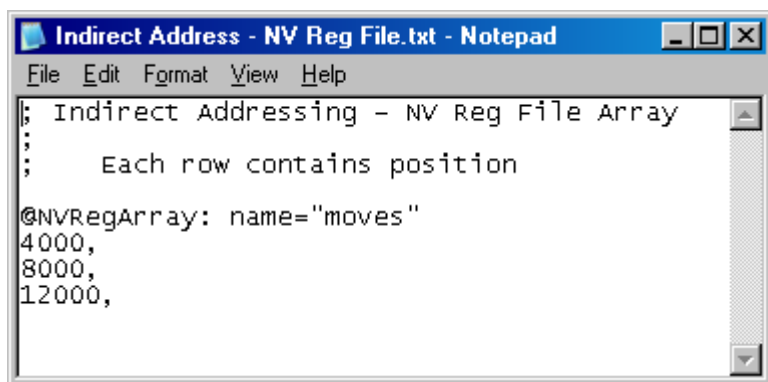 Indirect Address - NV Reg File.txt - Notepad
File Edit Format View Help
; Indirect Addressing – NV Reg File Array
;
;    Each row contains position

@NVRegArray: name="moves"
4000,
8000,
12000,